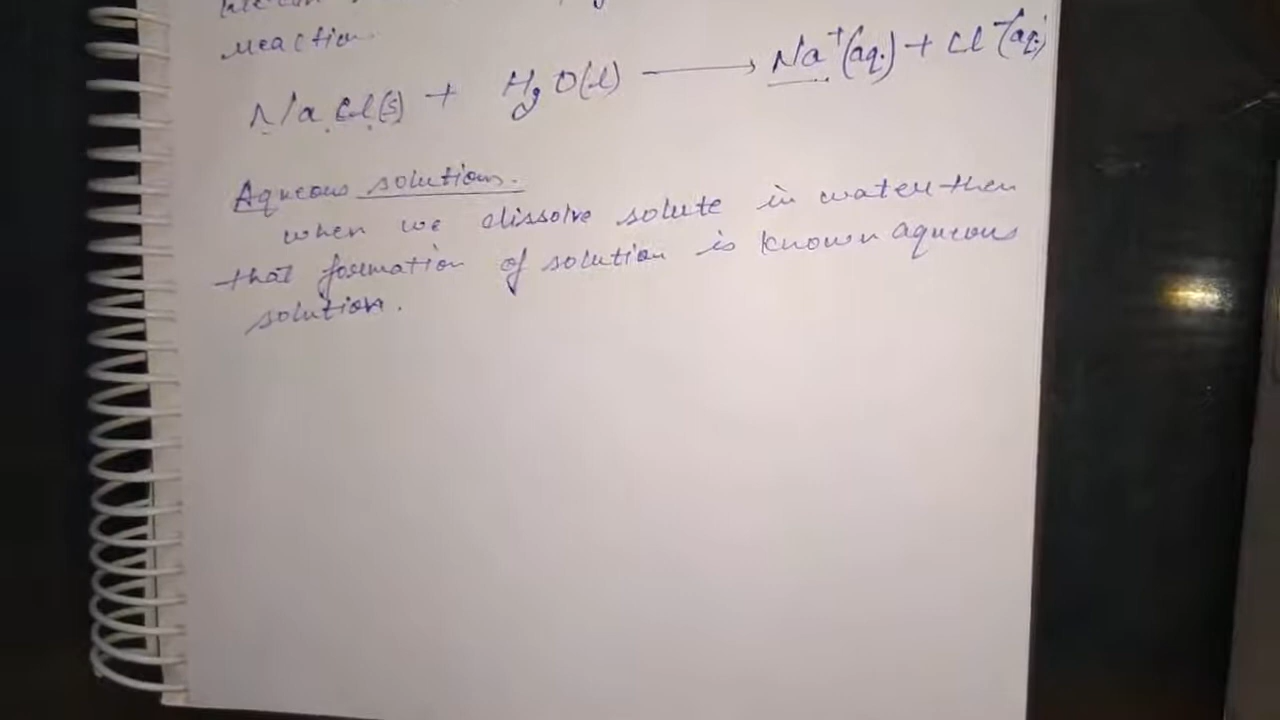 reaction
NaCl(s) + H₂O(l) ⟶ Na⁺(aq.) + Cl⁻(aq.)
Aqueous solution.
when we dissolve solute in water then
that formation of solution is known aqueous
solution.